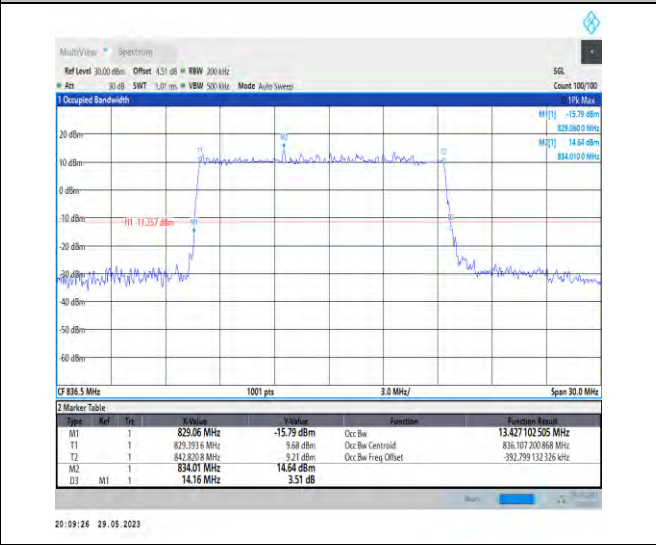 MultiView Spectrum
Ref Level 30.00 dBm Offset 4.51 dB RBW 200 kHz SGL
Att 30 dB SWT 1.01 ms VBW 500 kHz Mode Auto Sweep Count 100/100
1 Occupied Bandwidth 1Pk Max
M1[1] -15.79 dBm
829.060 0 MHz
M2[1] 14.64 dBm
834.010 0 MHz
M2
T1
20 dBm
10 dBm
0 dBm
-10 dBm
H1 -11.357 dBm
-20 dBm
-30 dBm
-40 dBm
-50 dBm
-60 dBm
CF 836.5 MHz 1001 pts 3.0 MHz/ Span 30.0 MHz
2 Marker Table
Type Ref Trc X-Value Y-Value Function Function Result
M1 1 829.06 MHz -15.79 dBm Occ Bw 13.427 102 505 MHz
T1 1 829.393 6 MHz 9.68 dBm Occ Bw Centroid 836.107 200 868 MHz
T2 1 842.820 8 MHz 9.21 dBm Occ Bw Freq Offset -392.799 132 326 kHz
M2 1 834.01 MHz 14.64 dBm
D3 M1 1 14.16 MHz 3.51 dB
20:09:26 29.05.2023